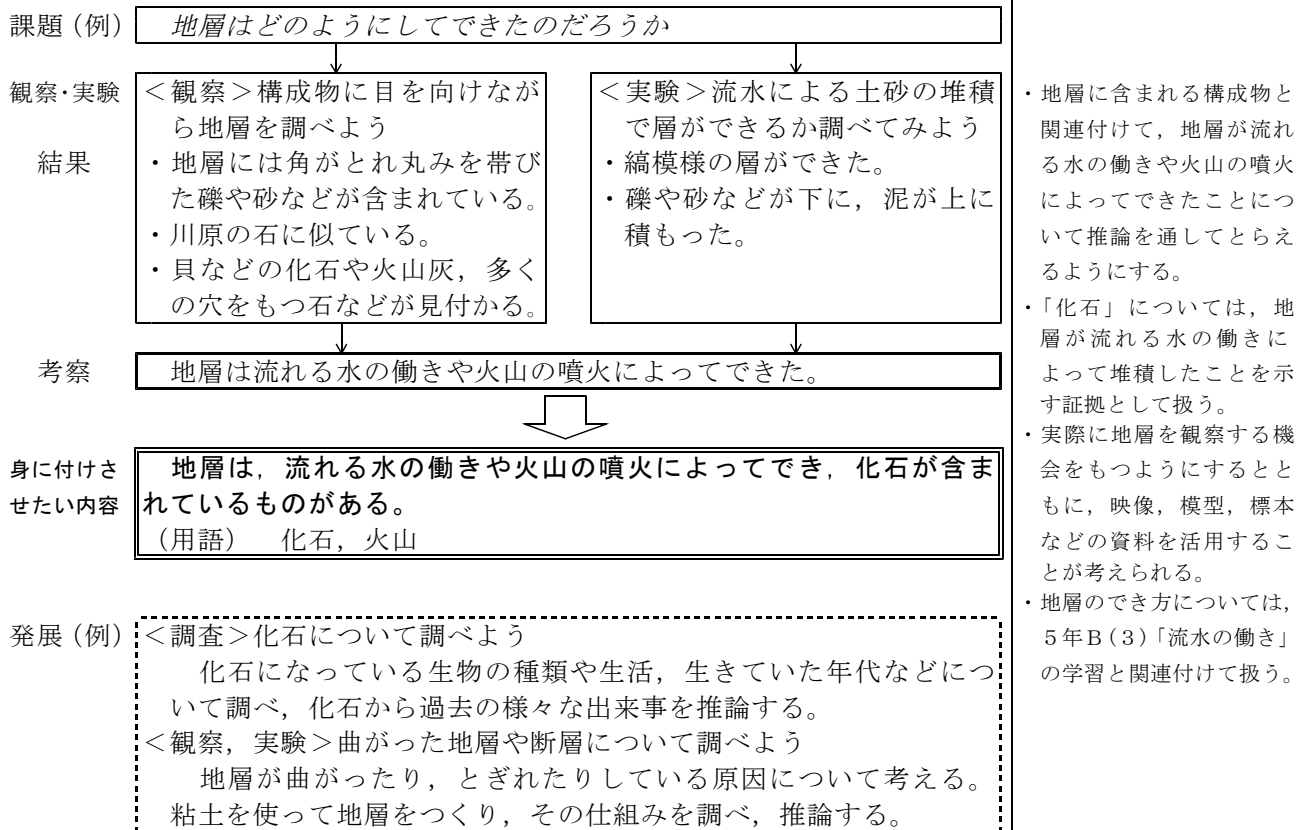 課題（例）
地層はどのようにしてできたのだろうか
観察・実験
結果
＜観察＞構成物に目を向けなが
ら地層を調べよう
・地層には角がとれ丸みを帯び
た礫や砂などが含まれている。
・川原の石に似ている。
・貝などの化石や火山灰，多く
の穴をもつ石などが見付かる。
＜実験＞流水による土砂の堆積
で層ができるか調べてみよう
・縞模様の層ができた。
・礫や砂などが下に，泥が上に
積もった。
考察
地層は流れる水の働きや火山の噴火によってできた。
身に付けさ
せたい内容
地層は，流れる水の働きや火山の噴火によってでき，化石が含ま
れているものがある。
（用語）　化石，火山
発展（例）
＜調査＞化石について調べよう
化石になっている生物の種類や生活，生きていた年代などにつ
いて調べ，化石から過去の様々な出来事を推論する。
＜観察，実験＞曲がった地層や断層について調べよう
地層が曲がったり，とぎれたりしている原因について考える。
粘土を使って地層をつくり，その仕組みを調べ，推論する。
・地層に含まれる構成物と
関連付けて，地層が流れ
る水の働きや火山の噴火
によってできたことにつ
いて推論を通してとらえ
るようにする。
・「化石」については，地
層が流れる水の働きに
よって堆積したことを示
す証拠として扱う。
・実際に地層を観察する機
会をもつようにするとと
もに，映像，模型，標本
などの資料を活用するこ
とが考えられる。
・地層のでき方については，
５年Ｂ(３)「流水の働き」
の学習と関連付けて扱う。